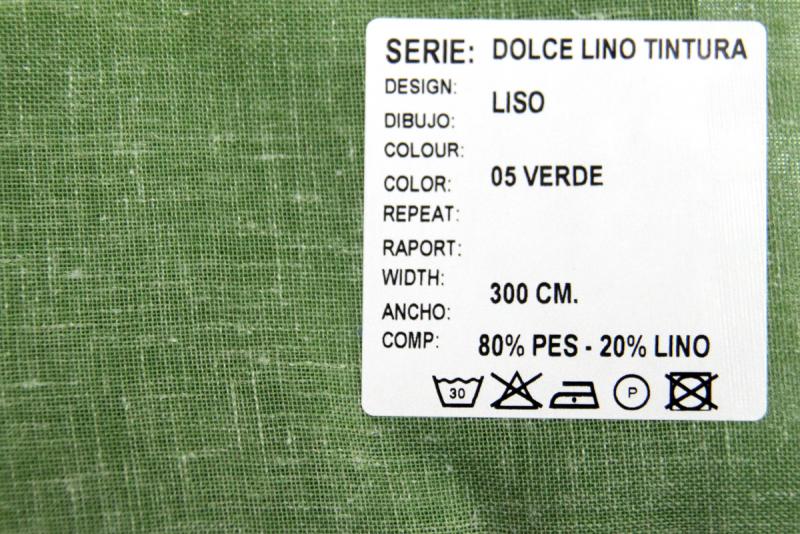 SERIE: DOLCE LINO TINTURA
DESIGN:
LISO
DIBUJO:
COLOUR:
05 VERDE
COLOR:
REPEAT:
RAPORT:
WIDTH:
300 CM.
ANCHO:
COMP: 80% PES - 20% LINO
30 P